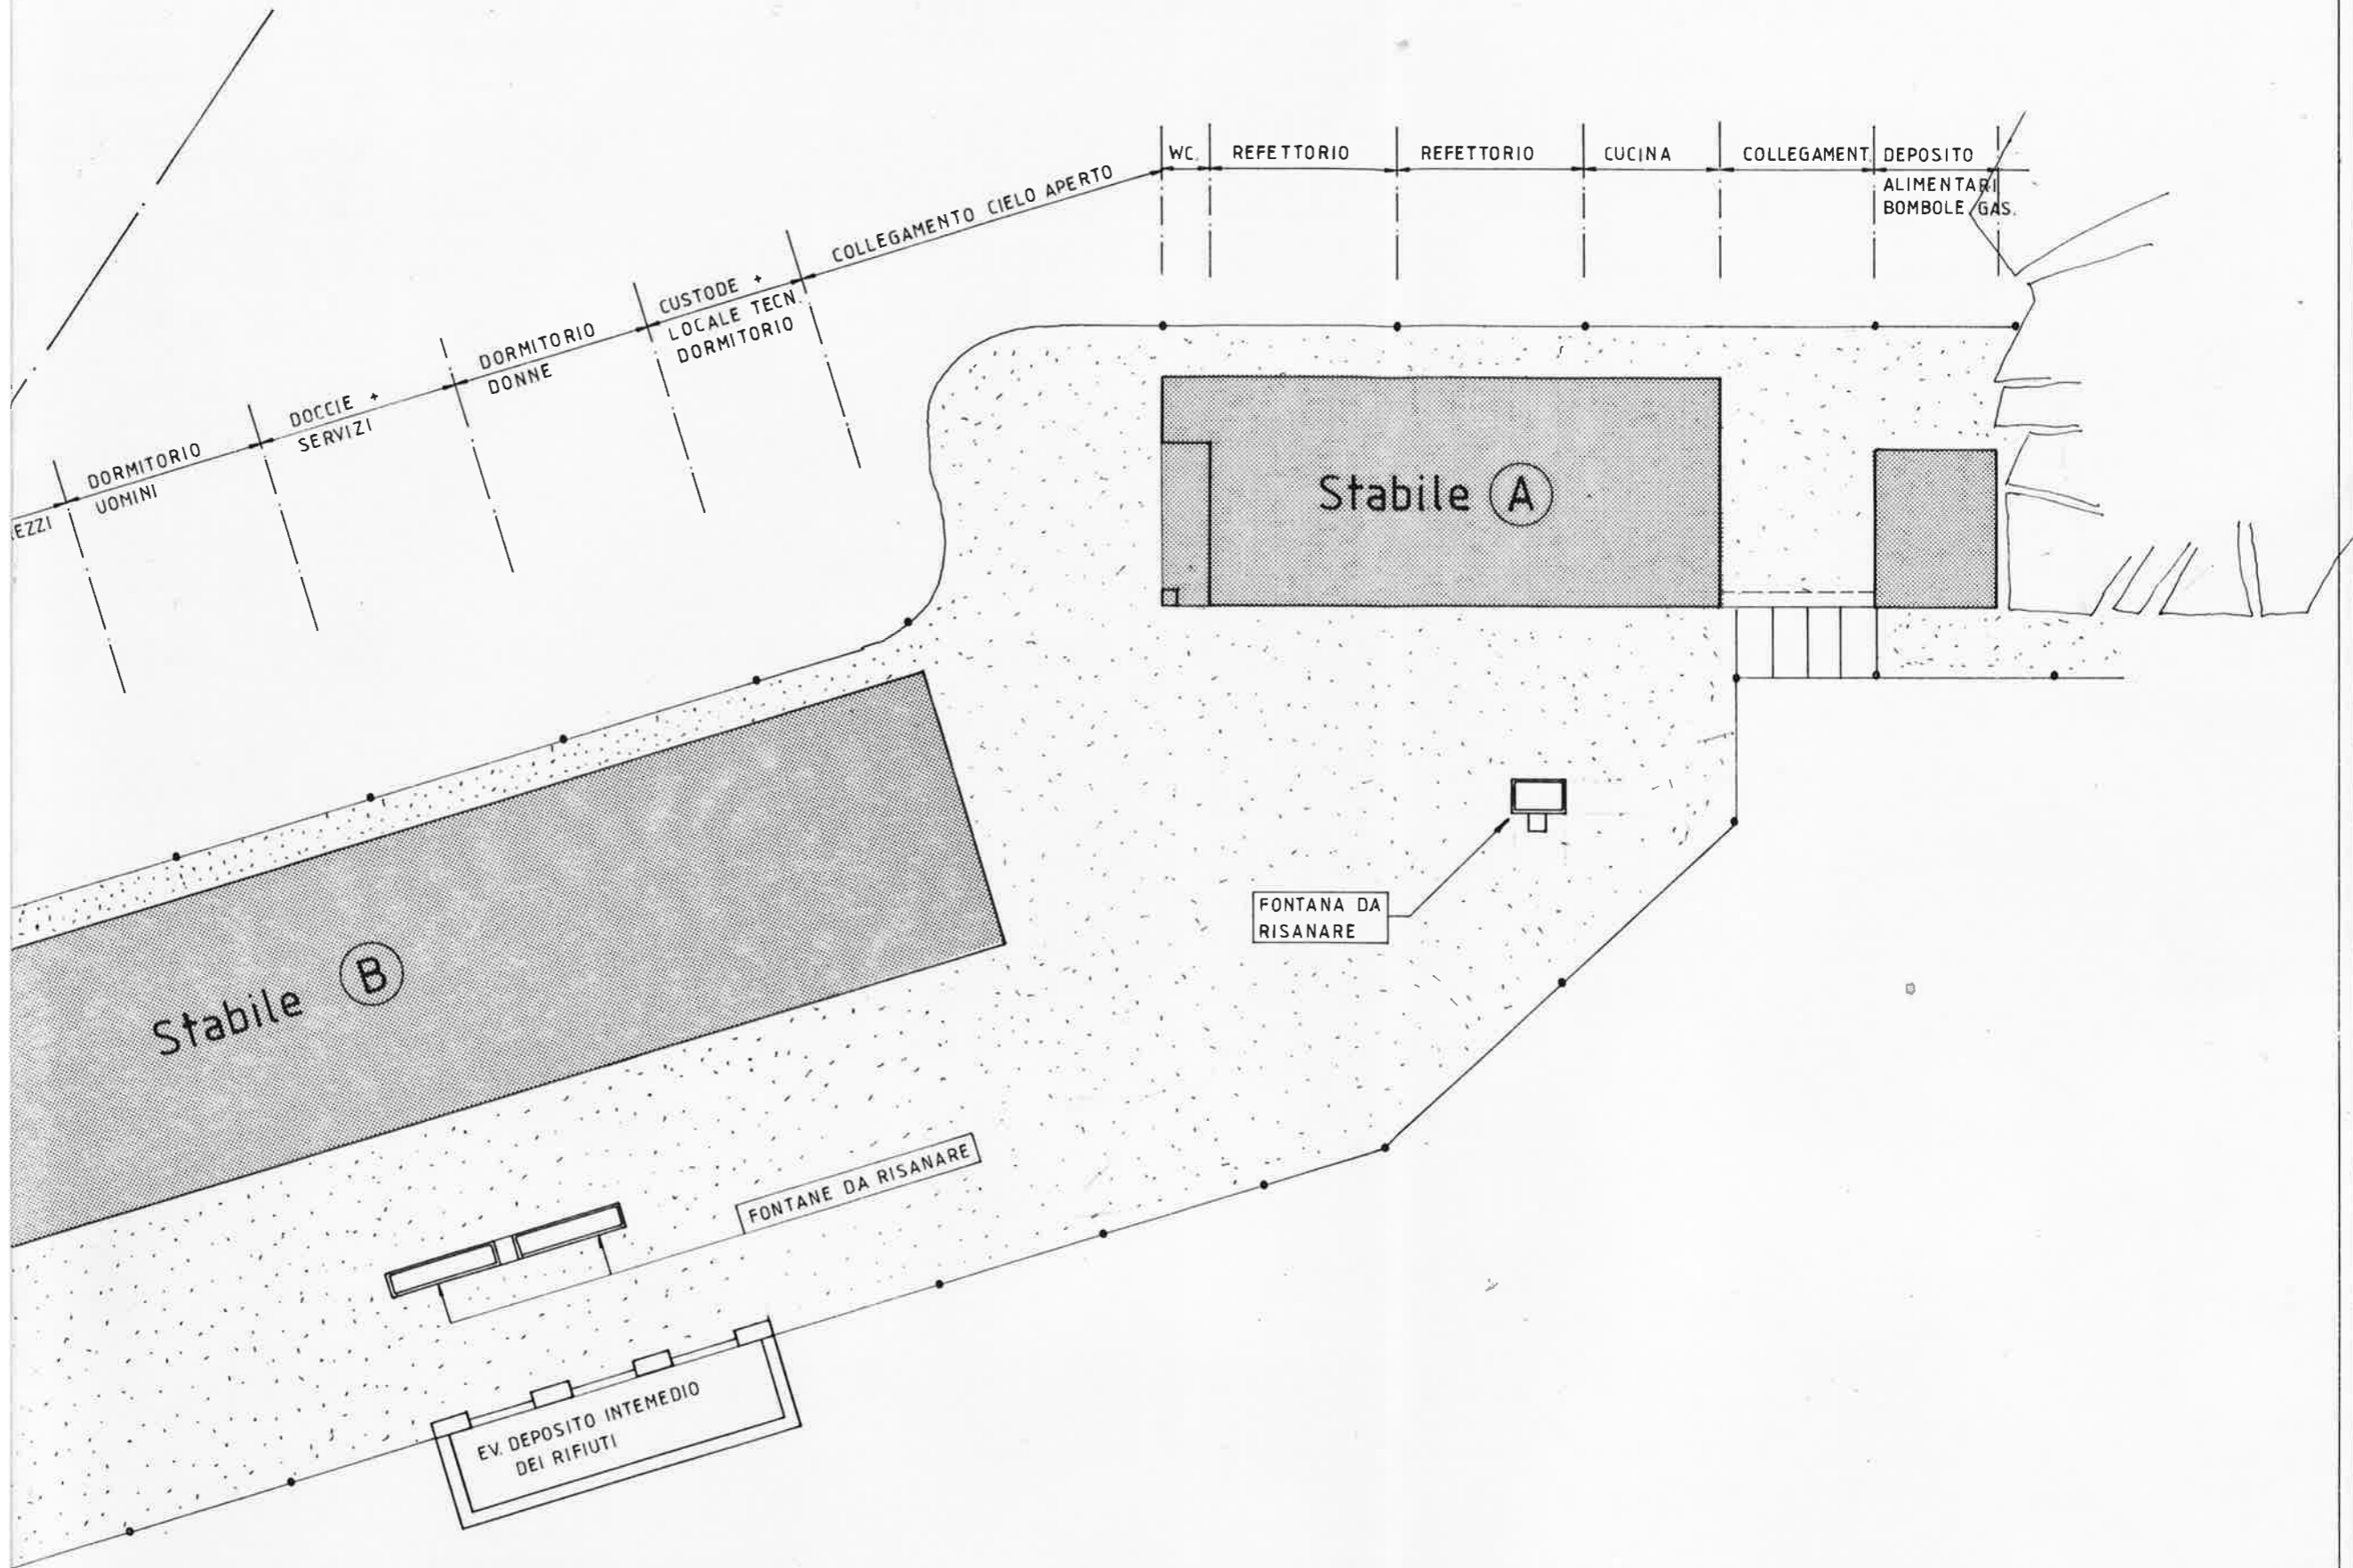 WC.
REFETTORIO
REFETTORIO
CUCINA
COLLEGAMENT.
DEPOSITO
ALIMENTARI
BOMBOLE GAS.
COLLEGAMENTO CIELO APERTO
CUSTODE +
LOCALE TECN.
DORMITORIO
DORMITORIO
DONNE
DOCCIE +
SERVIZI
DORMITORIO
UOMINI
EZZI
Stabile A
FONTANA DA
RISANARE
Stabile B
FONTANE DA RISANARE
EV. DEPOSITO INTEMEDIO
DEI RIFIUTI